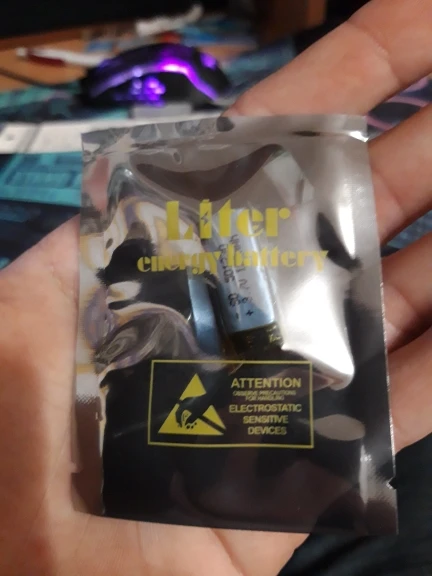 Liter
energy battery
ATTENTION
OBSERVE PRECAUTIONS
FOR HANDLING
ELECTROSTATIC
SENSITIVE
DEVICES